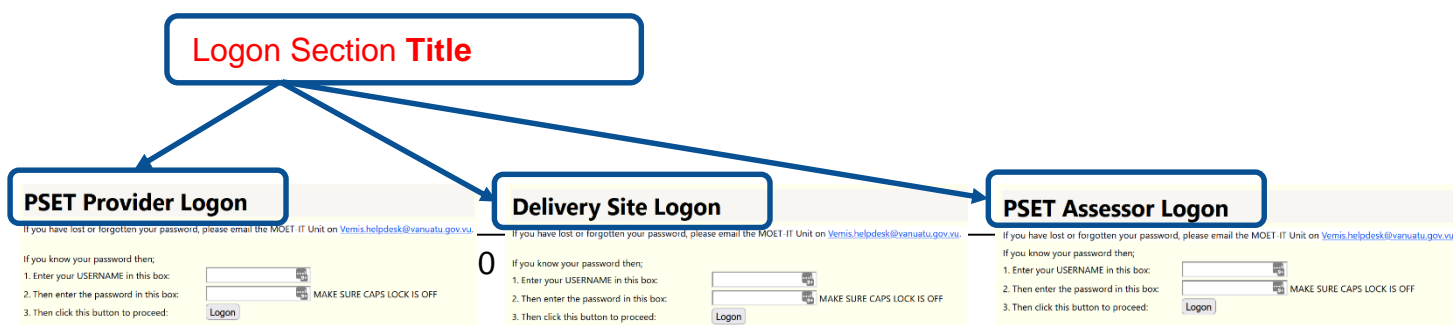 Logon Section Title
PSET Provider Logon
If you have lost or forgotten your password, please email the MOET-IT Unit on Vemis.helpdesk@vanuatu.gov.vu.
If you know your password then;
1. Enter your USERNAME in this box:
2. Then enter the password in this box: MAKE SURE CAPS LOCK IS OFF
3. Then click this button to proceed: Logon
0
Delivery Site Logon
If you have lost or forgotten your password, please email the MOET-IT Unit on Vemis.helpdesk@vanuatu.gov.vu.
If you know your password then;
1. Enter your USERNAME in this box:
2. Then enter the password in this box: MAKE SURE CAPS LOCK IS OFF
3. Then click this button to proceed: Logon
PSET Assessor Logon
If you have lost or forgotten your password, please email the MOET-IT Unit on Vemis.helpdesk@vanuatu.gov.vu
If you know your password then;
1. Enter your USERNAME in this box:
2. Then enter the password in this box: MAKE SURE CAPS LOCK IS OFF
3. Then click this button to proceed: Logon